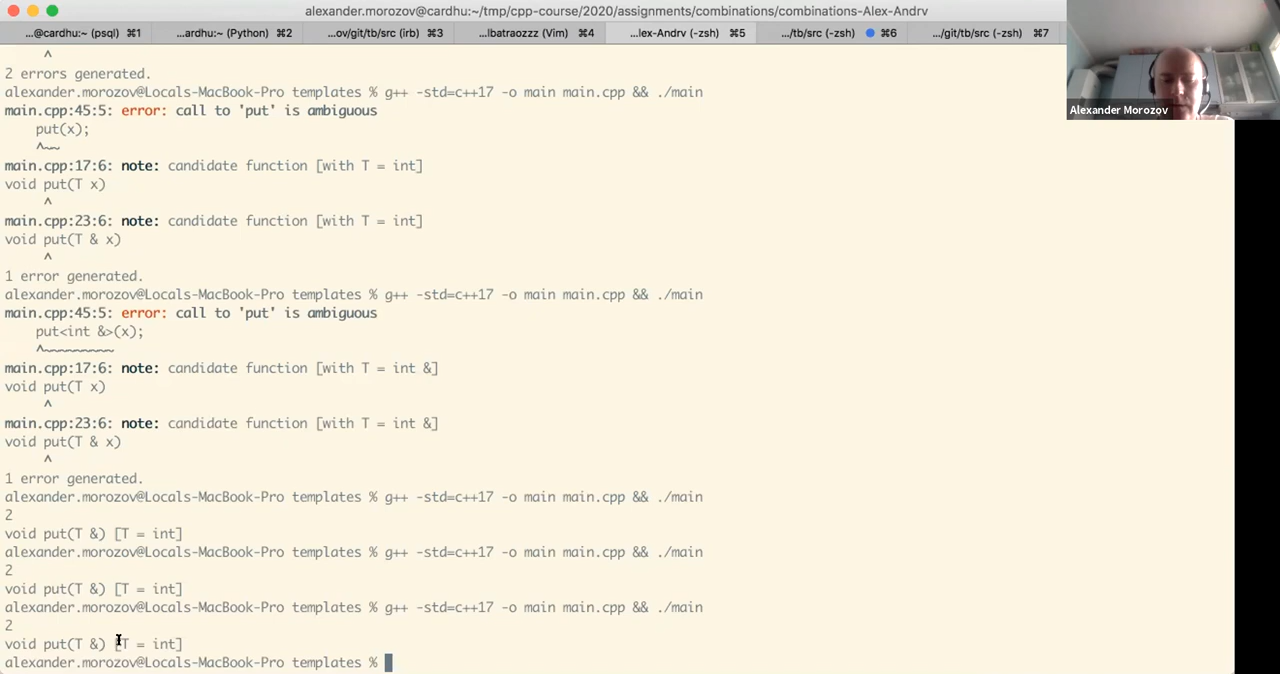 alexander.morozov@cardhu:~/tmp/cpp-course/2020/assignments/combinations/combinations-Alex-Andrv
...@cardhu:~ (psql) ⌘1 ...ardhu:~ (Python) ⌘2 ...ov/git/tb/src (irb) ⌘3 ...lbatraozzz (Vim) ⌘4 ...lex-Andrv (-zsh) ⌘5 .../tb/src (-zsh) ⌘6 .../git/tb/src (-zsh) ⌘7
Alexander Morozov
^
2 errors generated.
alexander.morozov@Locals-MacBook-Pro templates % g++ -std=c++17 -o main main.cpp && ./main
main.cpp:45:5: error: call to 'put' is ambiguous
put(x);
^~~
main.cpp:17:6: note: candidate function [with T = int]
void put(T x)
^
main.cpp:23:6: note: candidate function [with T = int]
void put(T & x)
^
1 error generated.
alexander.morozov@Locals-MacBook-Pro templates % g++ -std=c++17 -o main main.cpp && ./main
main.cpp:45:5: error: call to 'put' is ambiguous
put<int &>(x);
^~~~~~~~~~
main.cpp:17:6: note: candidate function [with T = int &]
void put(T x)
^
main.cpp:23:6: note: candidate function [with T = int &]
void put(T & x)
^
1 error generated.
alexander.morozov@Locals-MacBook-Pro templates % g++ -std=c++17 -o main main.cpp && ./main
2
void put(T &) [T = int]
alexander.morozov@Locals-MacBook-Pro templates % g++ -std=c++17 -o main main.cpp && ./main
2
void put(T &) [T = int]
alexander.morozov@Locals-MacBook-Pro templates % g++ -std=c++17 -o main main.cpp && ./main
2
void put(T &) [T = int]
alexander.morozov@Locals-MacBook-Pro templates %